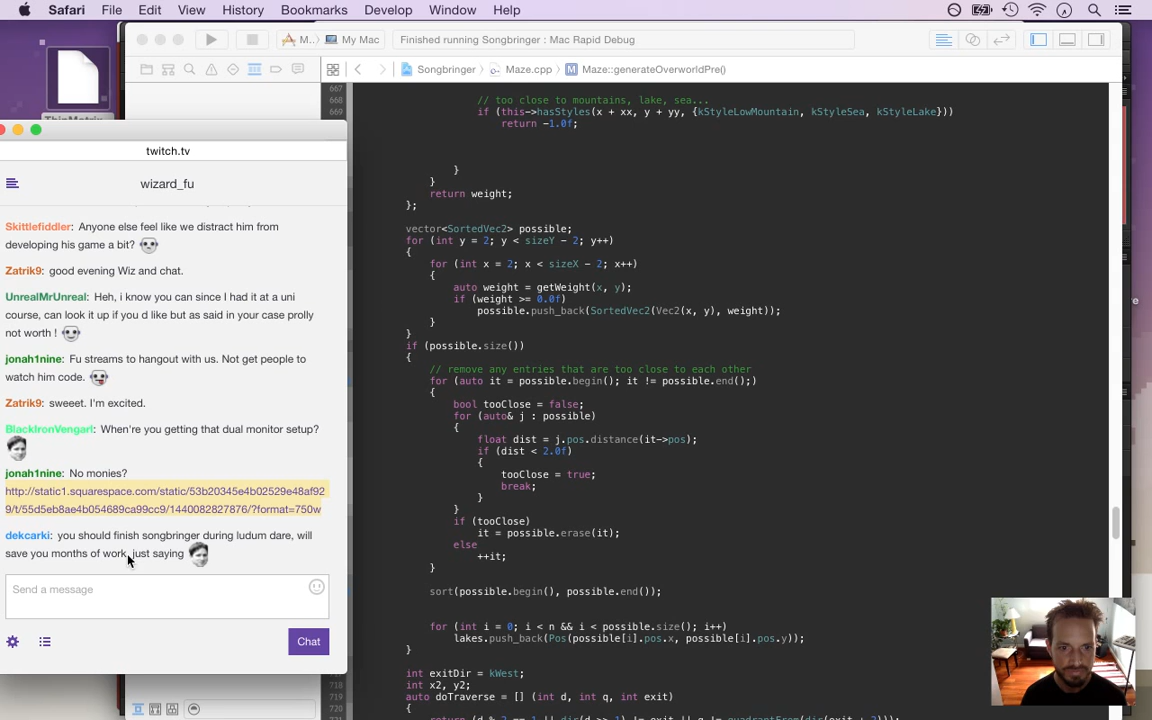 Safari File Edit View History Bookmarks Develop Window Help
M.. My Mac Finished running Songbringer : Mac Rapid Debug
Songbringer Maze.cpp M Maze::generateOverworldPre()
667
668 // too close to mountains, lake, sea...
669 if (this->hasStyles(x + xx, y + yy, {kStyleLowMountain, kStyleSea, kStyleLake}))
return -1.0f;
}
}
return weight;
};
vector<SortedVec2> possible;
for (int y = 2; y < sizeY - 2; y++)
{
for (int x = 2; x < sizeX - 2; x++)
{
auto weight = getWeight(x, y);
if (weight >= 0.0f)
possible.push_back(SortedVec2(Vec2(x, y), weight));
}
}
if (possible.size())
{
// remove any entries that are too close to each other
for (auto it = possible.begin(); it != possible.end();)
{
bool tooClose = false;
for (auto& j : possible)
{
float dist = j.pos.distance(it->pos);
if (dist < 2.0f)
{
tooClose = true;
break;
}
}
if (tooClose)
it = possible.erase(it);
else
++it;
}
sort(possible.begin(), possible.end());
for (int i = 0; i < n && i < possible.size(); i++)
lakes.push_back(Pos(possible[i].pos.x, possible[i].pos.y));
}
int exitDir = kWest;
718 int x2, y2;
719 auto doTraverse = [] (int d, int q, int exit)
twitch.tv
wizard_fu
Skittlefiddler: Anyone else feel like we distract him from
developing his game a bit?
Zatrik9: good evening Wiz and chat.
UnrealMrUnreal: Heh, i know you can since I had it at a uni
course, can look it up if you d like but as said in your case prolly
not worth !
jonah1nine: Fu streams to hangout with us. Not get people to
watch him code.
Zatrik9: sweeet. I'm excited.
BlackIronVengarl: When're you getting that dual monitor setup?
jonah1nine: No monies?
http://static1.squarespace.com/static/53b20345e4b02529e48af92
9/t/55d5eb8ae4b054689ca99cc9/1440082827876/?format=750w
dekcarki: you should finish songbringer during ludum dare, will
save you months of work, just saying
Send a message
Chat